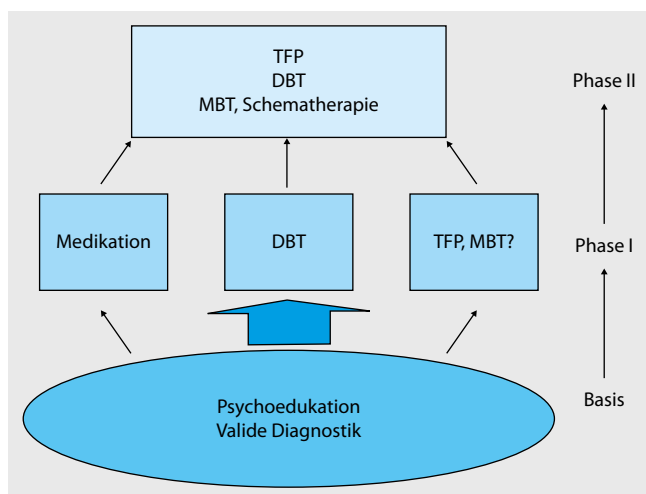 TFP
DBT
MBT, Schematherapie
Phase II
Medikation
DBT
TFP, MBT?
Phase I
Psychoedukation
Valide Diagnostik
Basis